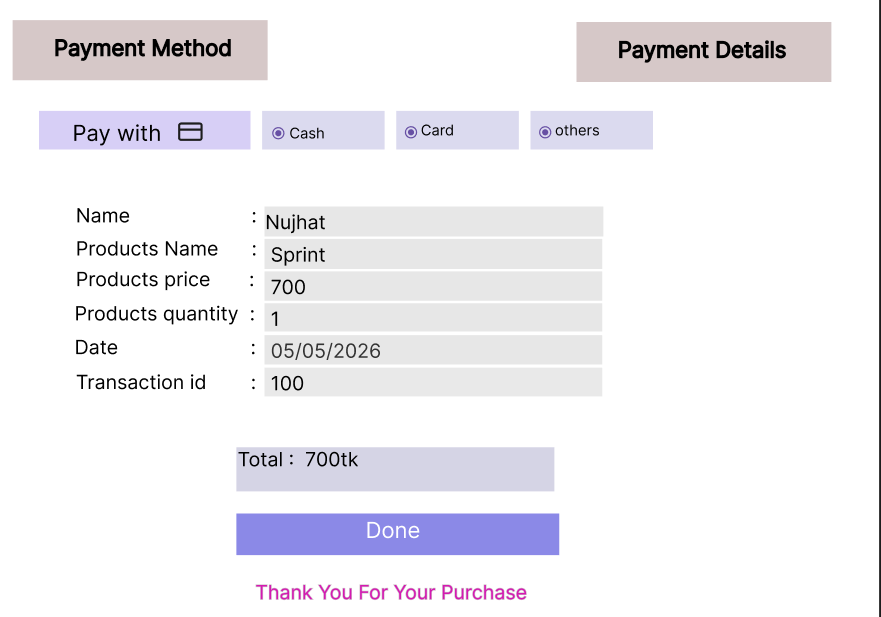 Payment Method Payment Details
Pay with Cash Card others
Name : Nujhat
Products Name : Sprint
Products price : 700
Products quantity : 1
Date : 05/05/2026
Transaction id : 100
Total : 700tk
Done
Thank You For Your Purchase